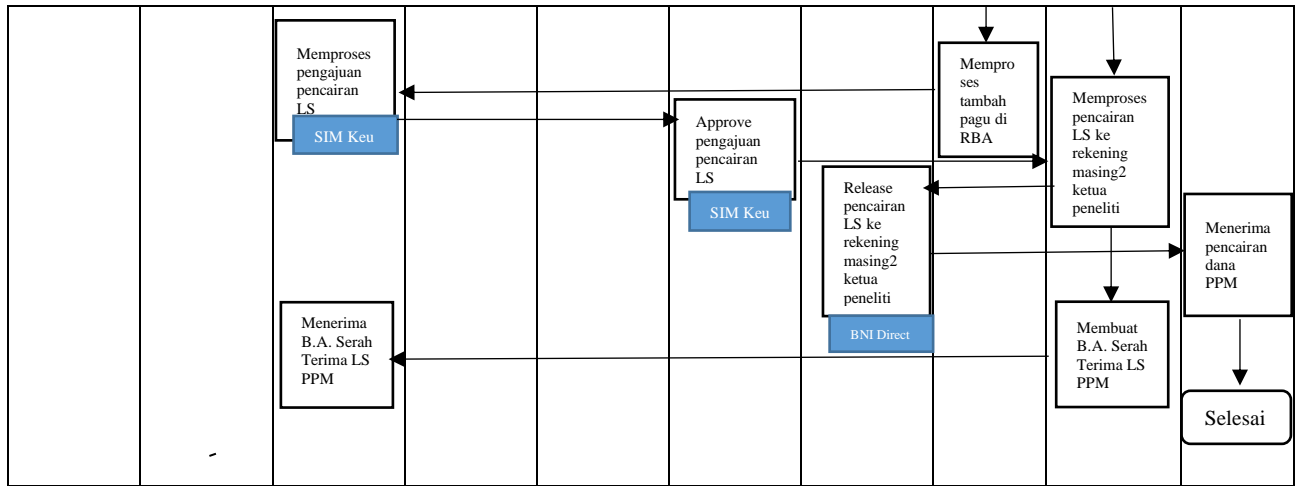 Memproses
pengajuan
pencairan
LS
SIM Keu
Approve
pengajuan
pencairan
LS
SIM Keu
Mempro
ses
tambah
pagu di
RBA
Memproses
pencairan
LS ke
rekening
masing2
ketua
peneliti
Release
pencairan
LS ke
rekening
masing2
ketua
peneliti
BNI Direct
Menerima
pencairan
dana
PPM
Menerima
B.A. Serah
Terima LS
PPM
Membuat
B.A. Serah
Terima LS
PPM
Selesai
-